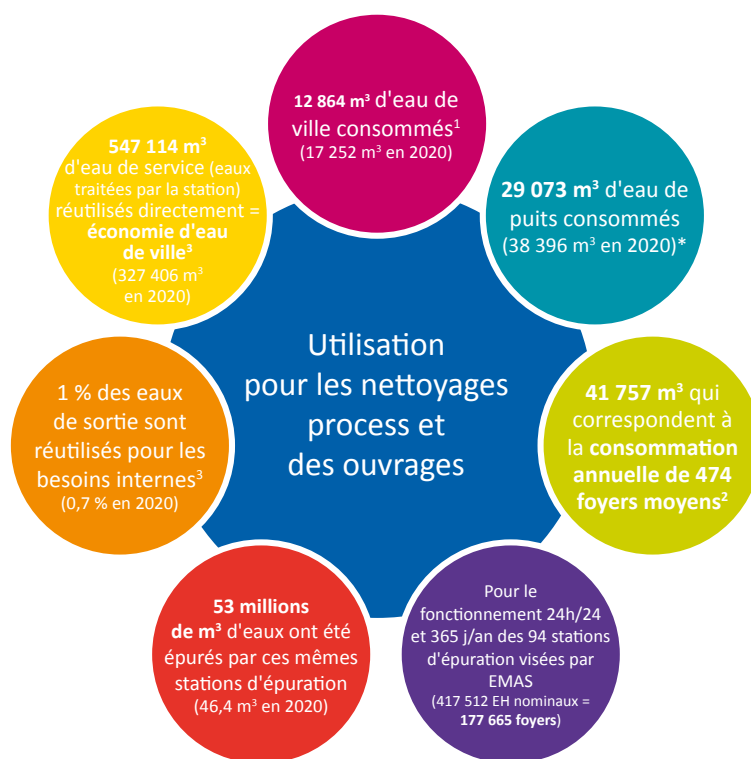 12 864 m³ d'eau de
ville consommés¹
(17 252 m³ en 2020)
29 073 m³ d'eau de
puits consommés
(38 396 m³ en 2020)*
41 757 m³ qui
correspondent à
la consommation
annuelle de 474
foyers moyens²
Pour le
fonctionnement 24h/24
et 365 j/an des 94 stations
d'épuration visées par
EMAS
(417 512 EH nominaux =
177 665 foyers)
53 millions
de m³ d'eaux ont été
épurés par ces mêmes
stations d'épuration
(46,4 m³ en 2020)
1 % des eaux
de sortie sont
réutilisés pour les
besoins internes³
(0,7 % en 2020)
547 114 m³
d'eau de service (eaux
traitées par la station)
réutilisés directement =
économie d'eau
de ville³
(327 406 m³
en 2020)
Utilisation
pour les nettoyages
process et
des ouvrages